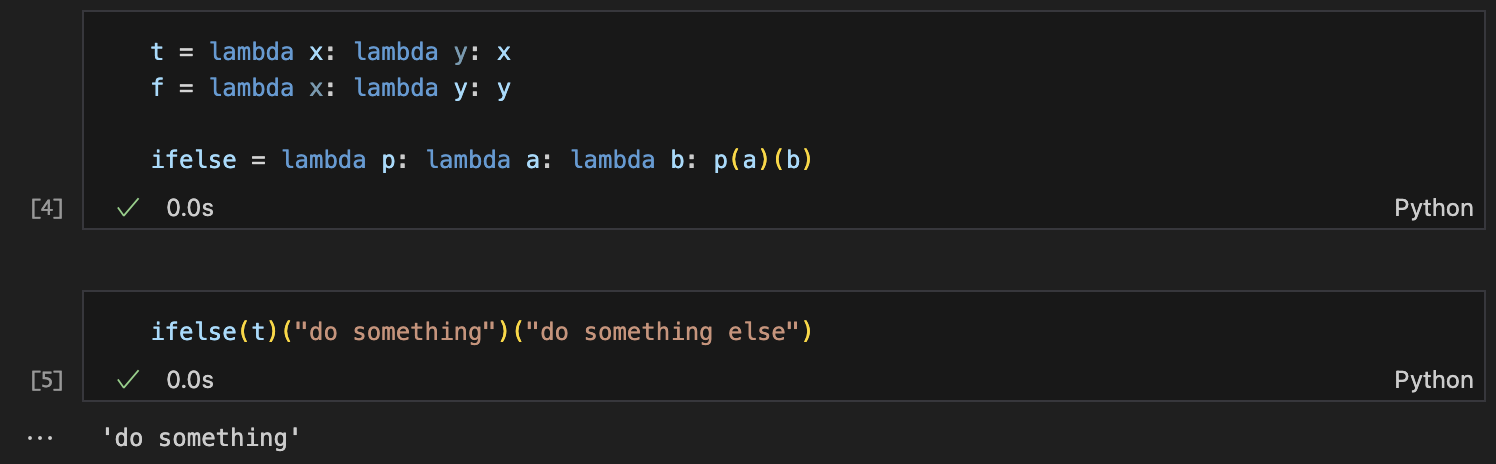 t = lambda x: lambda y: x
f = lambda x: lambda y: y
ifelse = lambda p: lambda a: lambda b: p(a)(b)
[4]
0.0s
Python
ifelse(t)("do something")("do something else")
[5]
0.0s
Python
... 'do something'